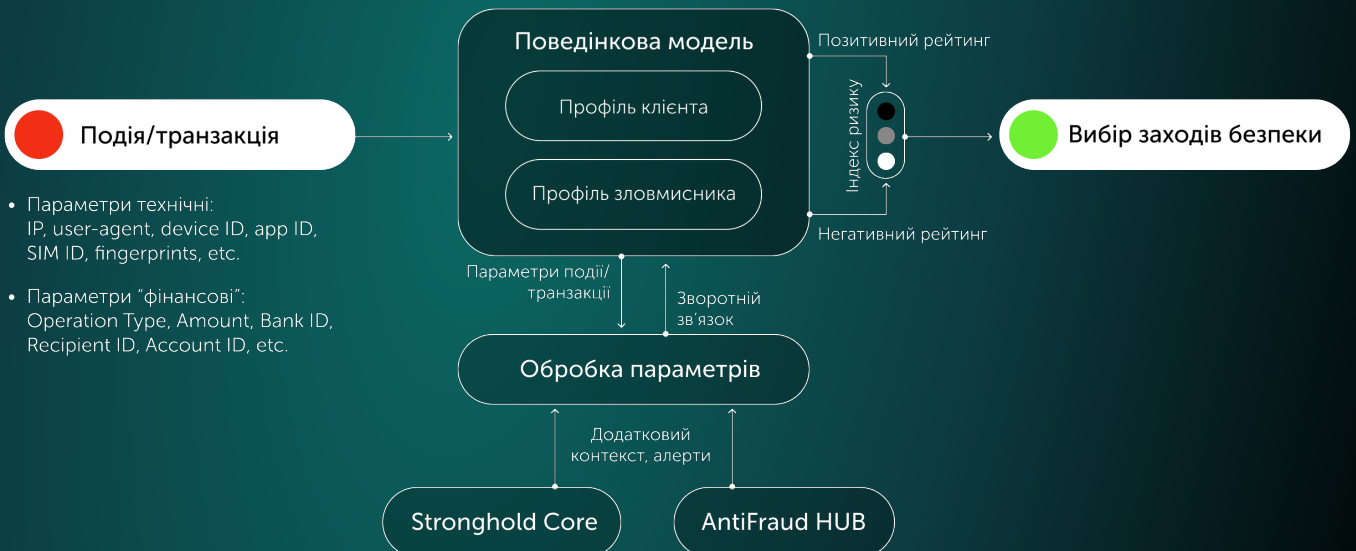 Поведінкова модель
Профіль клієнта
Профіль зловмисника
Подія/транзакція
• Параметри технічні:
IP, user-agent, device ID, app ID,
SIM ID, fingerprints, etc.
• Параметри “фінансові”:
Operation Type, Amount, Bank ID,
Recipient ID, Account ID, etc.
Позитивний рейтинг
Індекс ризику
Негативний рейтинг
Вибір заходів безпеки
Параметри події/
транзакції
Зворотній
зв’язок
Обробка параметрів
Додатковий
контекст, алерти
Stronghold Core
AntiFraud HUB